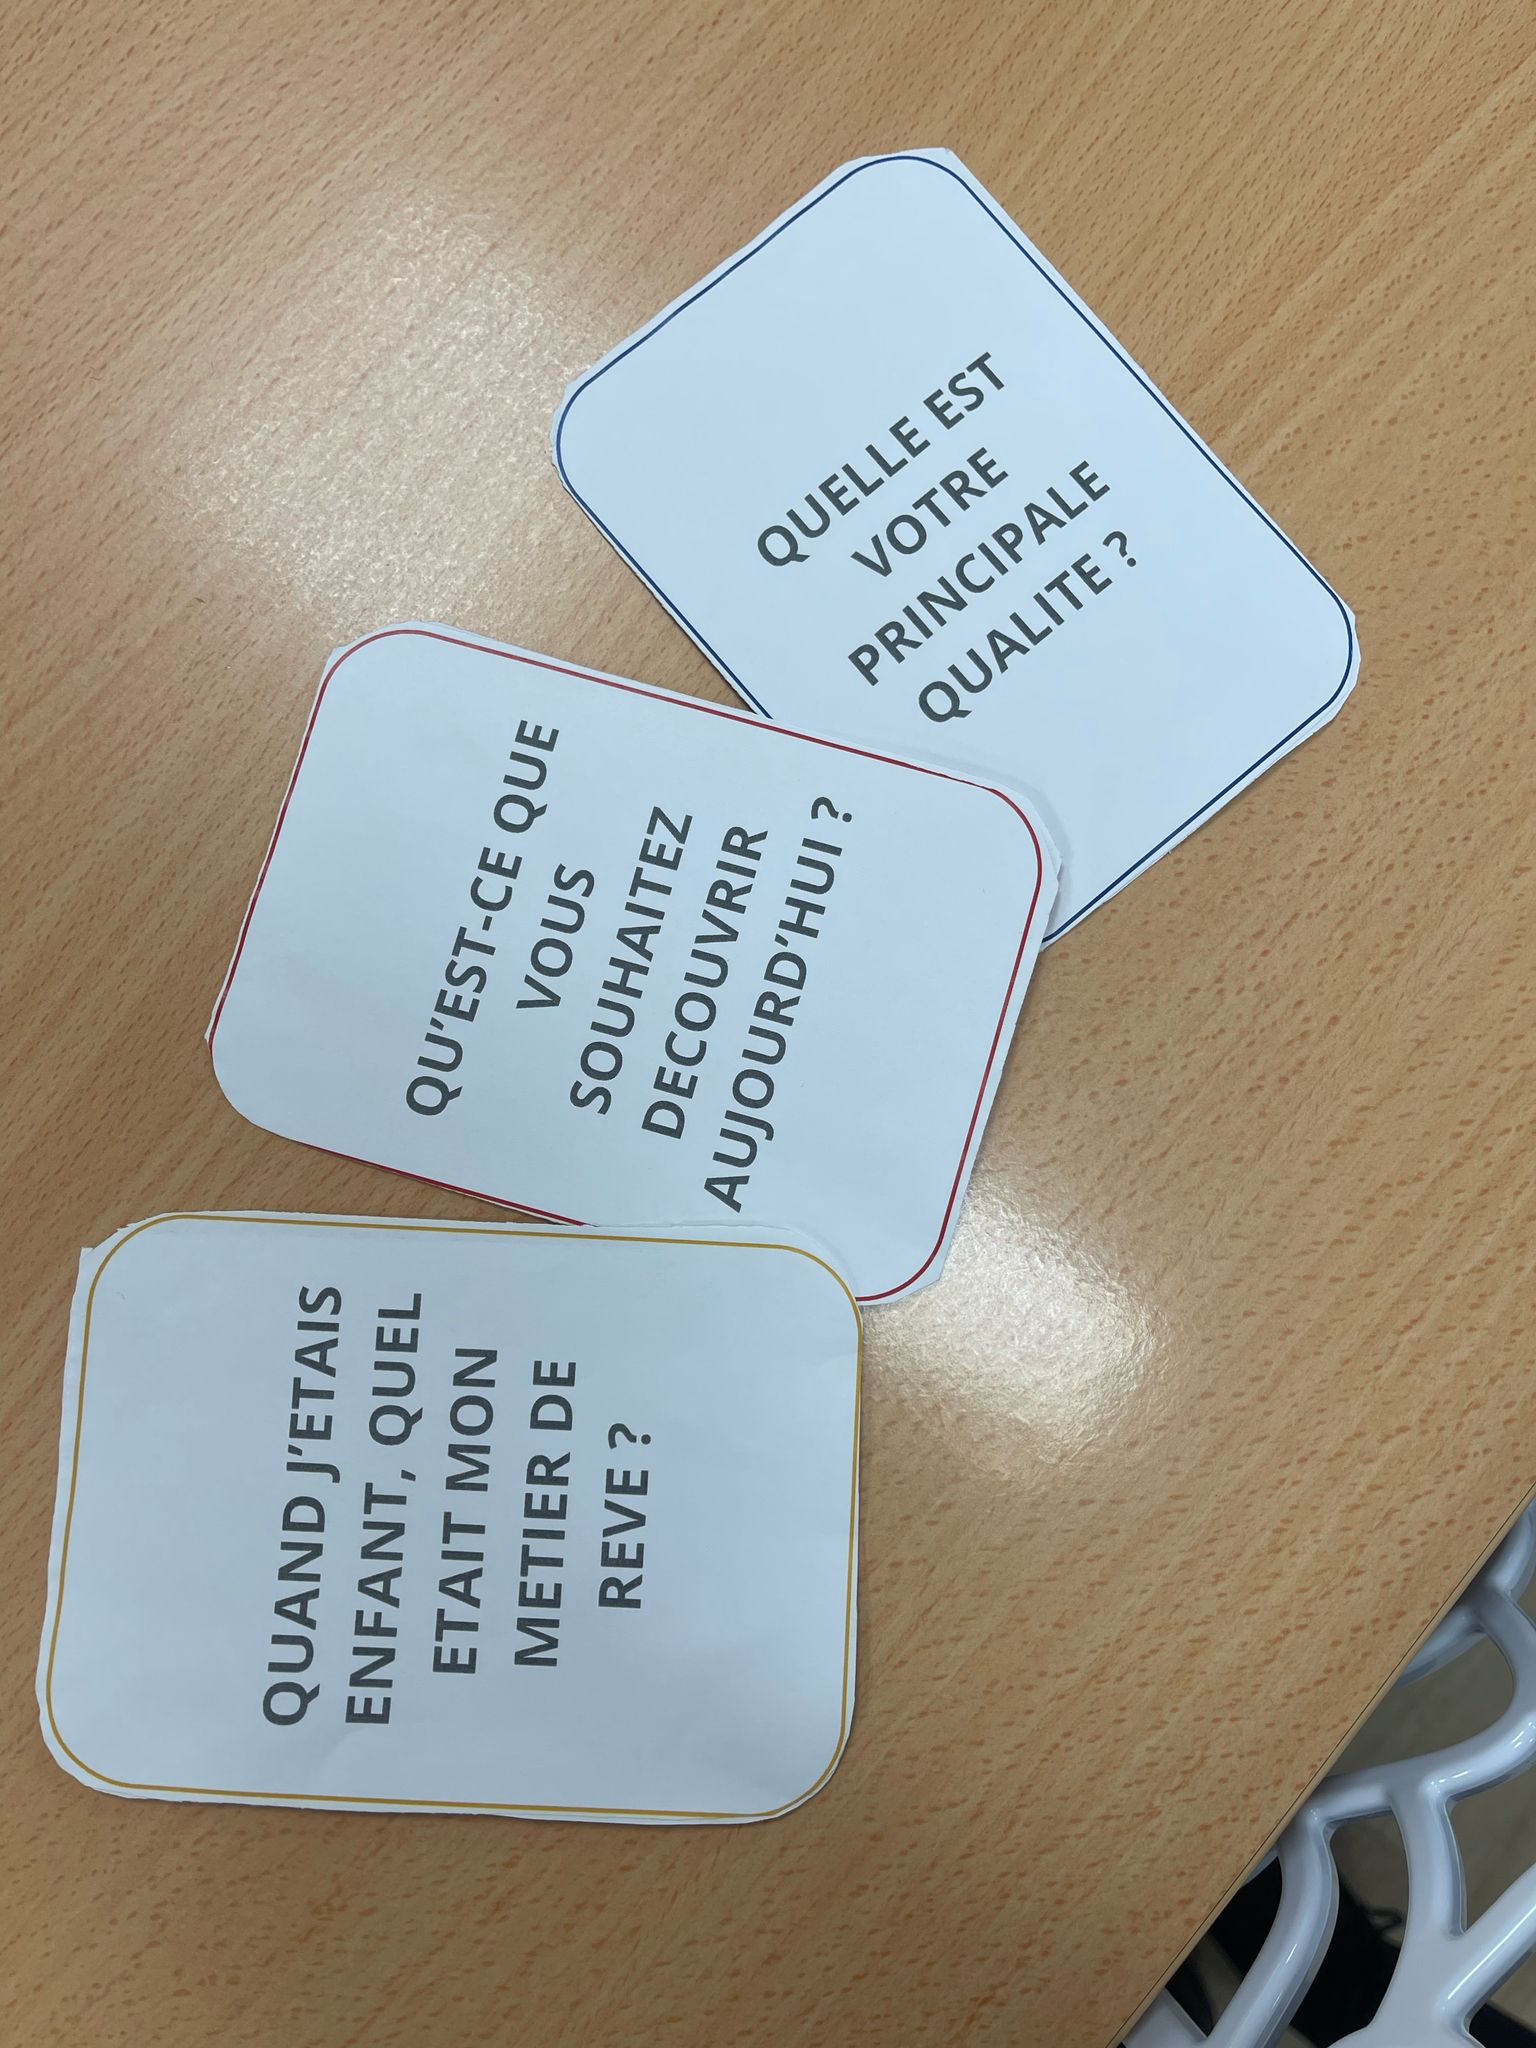 QUELLE EST
VOTRE
PRINCIPALE
QUALITE ?
QU'EST-CE QUE
VOUS
SOUHAITEZ
DECOUVRIR
AUJOURD'HUI ?
QUAND J'ETAIS
ENFANT, QUEL
ETAIT MON
METIER DE
REVE ?